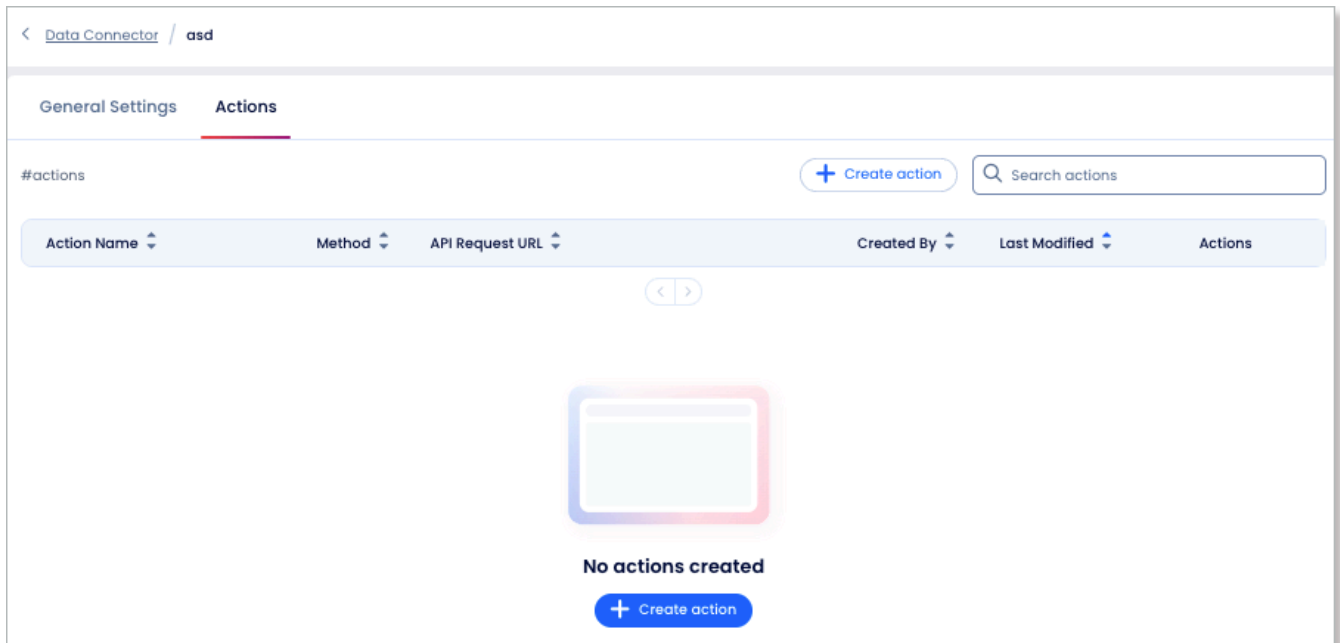 Data Connector / asd
General Settings Actions
#actions Create action Search actions
Action Name Method API Request URL Created By Last Modified Actions
No actions created
Create action